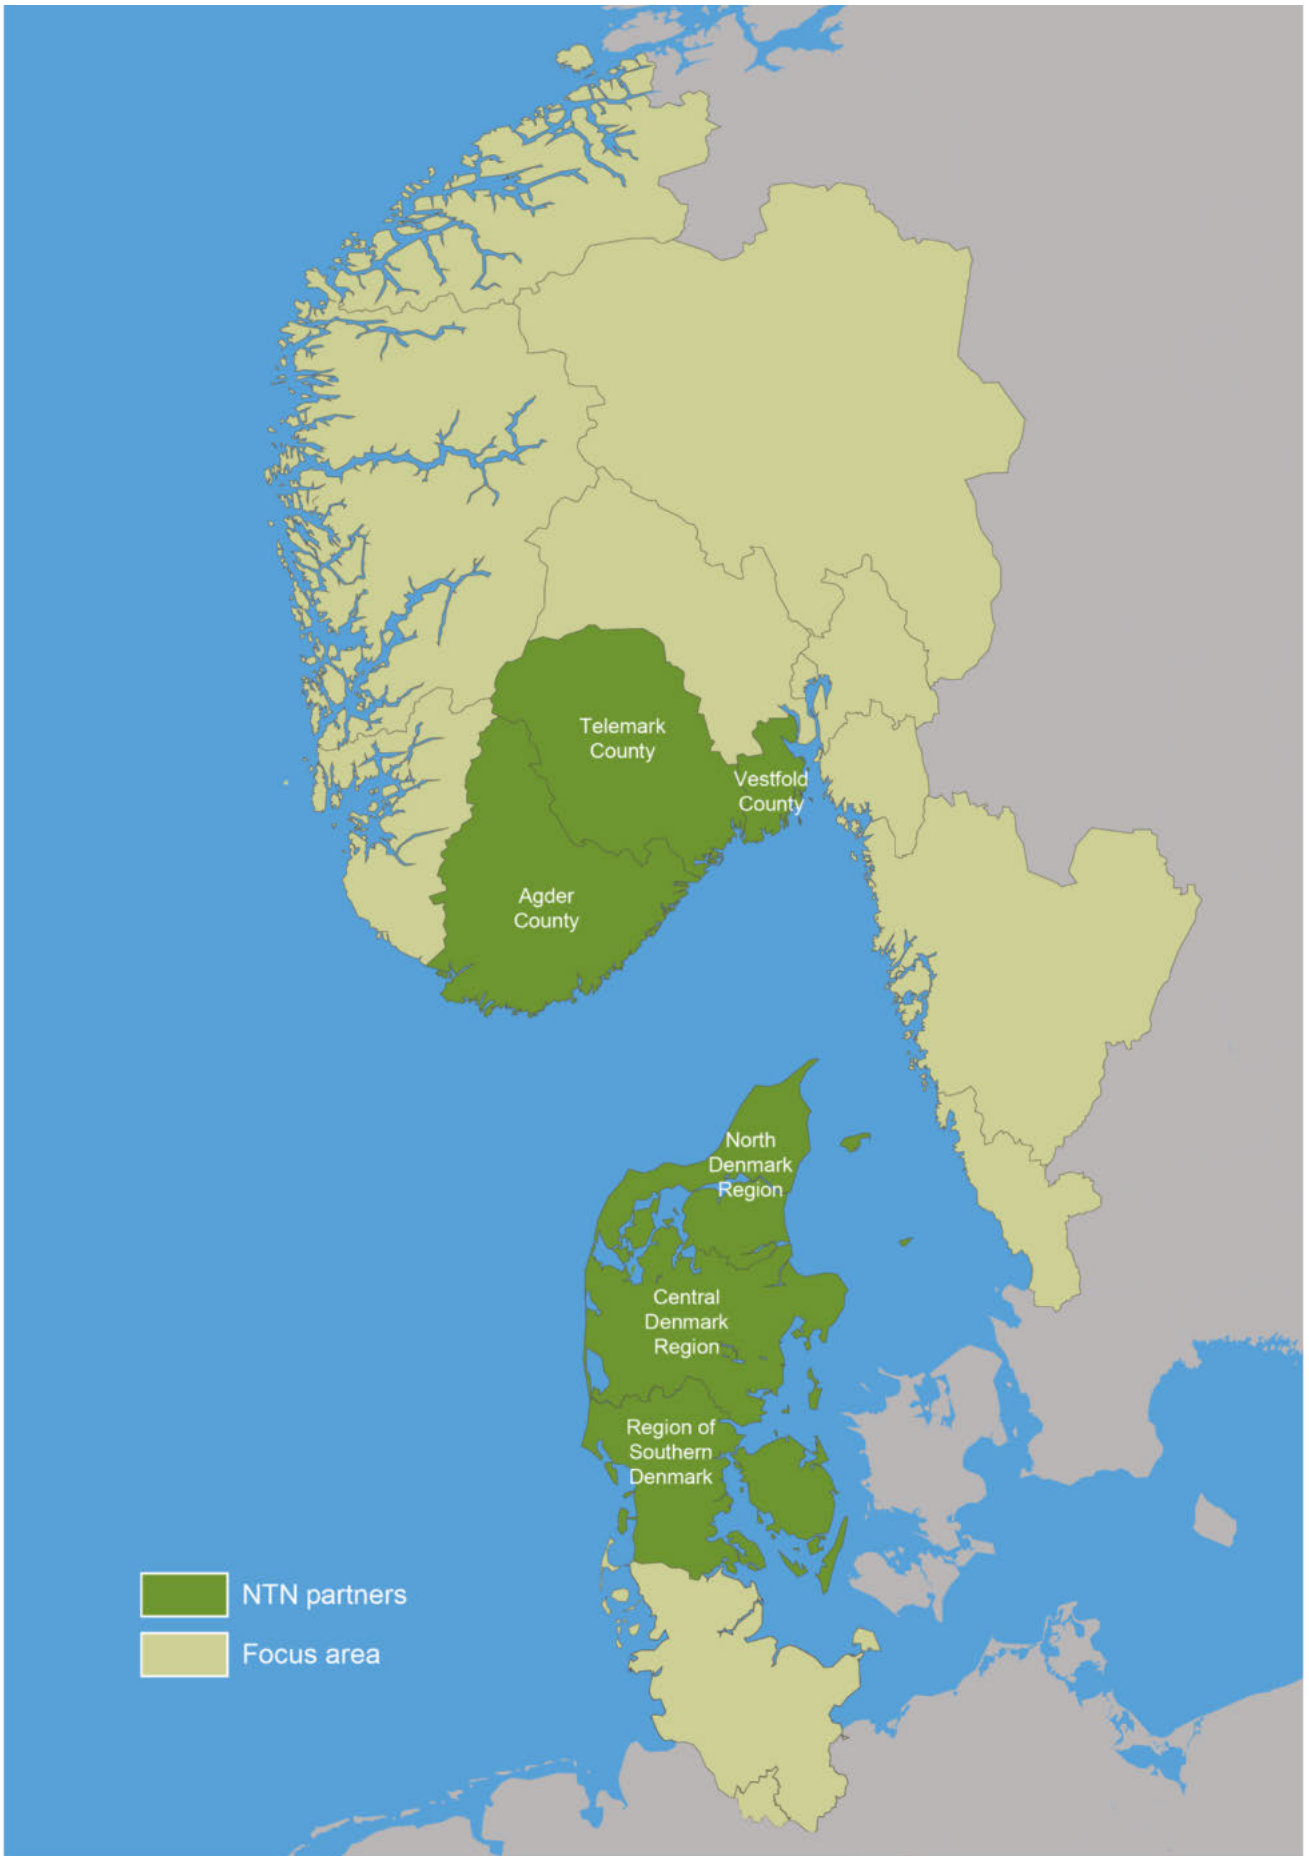 Telemark
County
Vestfold
County
Agder
County
North
Denmark
Region
Central
Denmark
Region
Region of
Southern
Denmark
NTN partners
Focus area